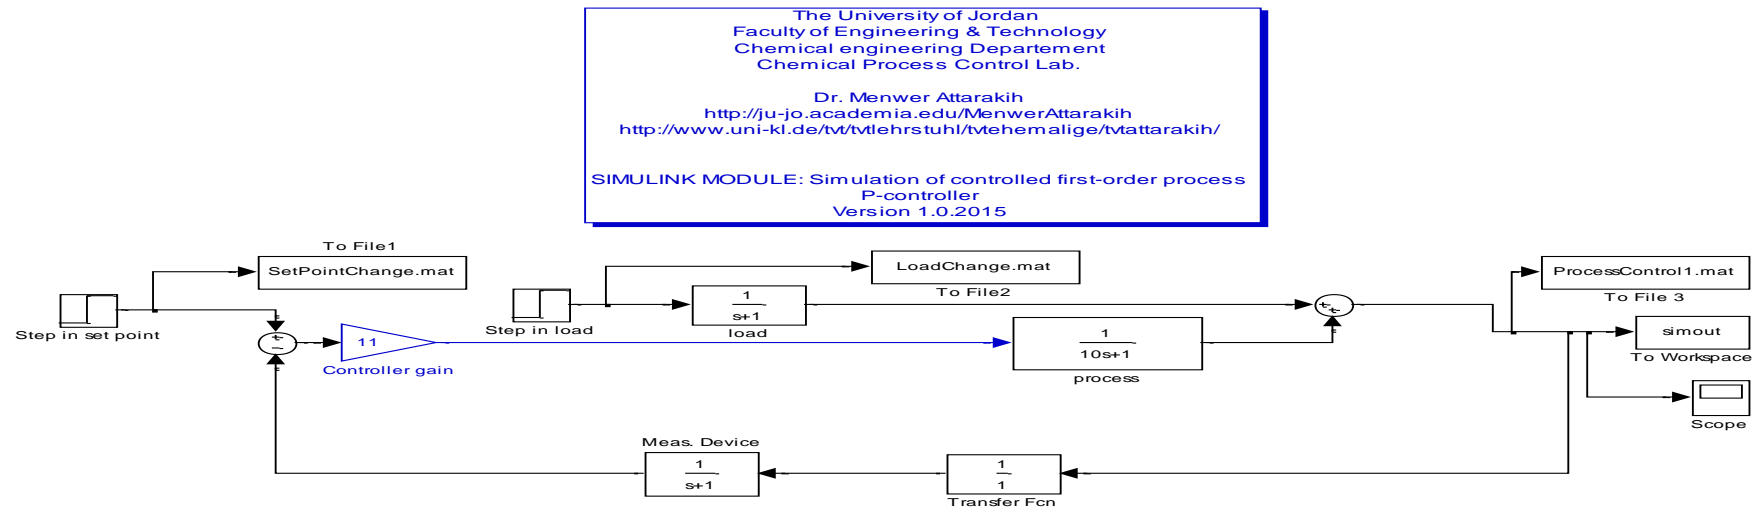 The University of Jordan
Faculty of Engineering & Technology
Chemical engineering Departement
Chemical Process Control Lab.
Dr. Menwer Attarakih
http://ju-jo.academia.edu/MenwerAttarakih
http://www.uni-kl.de/tvt/tvtlehrstuhl/tvtehemalige/tvtattarakih/
SIMULINK MODULE: Simulation of controlled first-order process
P-controller
Version 1.0.2015
To File1
SetPointChange.mat
Step in set point
+
−
11
Controller gain
Step in load
1
s+1
load
LoadChange.mat
To File2
1
10s+1
process
+
+
ProcessControl1.mat
To File 3
simout
To Workspace
Scope
Meas. Device
1
s+1
1
1
Transfer Fcn